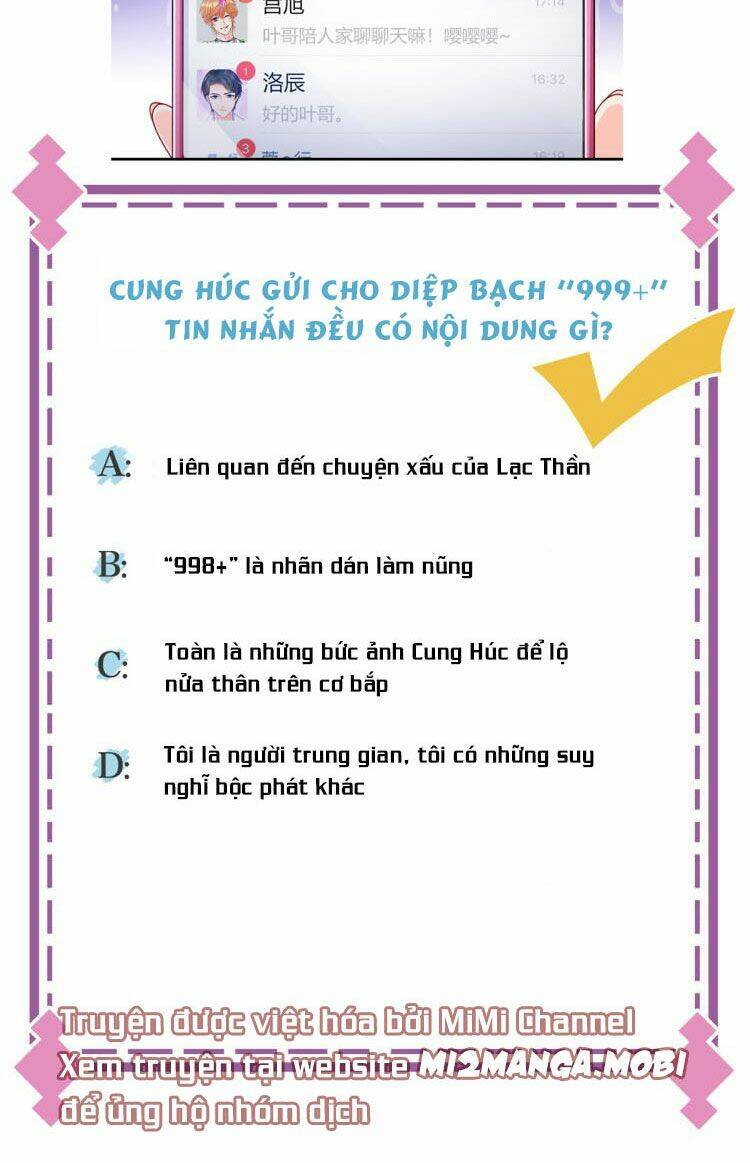 宫旭
17:14
叶哥陪人家聊聊天嘛！嘤嘤嘤~
1
洛辰
16:32
好的叶哥。
3
16:19
CUNG HÚC GỬI CHO DIỆP BẠCH "999+"
TIN NHẮN ĐỀU CÓ NỘI DUNG GÌ?
A: Liên quan đến chuyện xấu của Lạc Thần
B: “998+” là nhãn dán làm nũng
C: Toàn là những bức ảnh Cung Húc để lộ
nửa thân trên cơ bắp
D: Tôi là người trung gian, tôi có những suy
nghĩ bộc phát khác
Truyện được việt hóa bởi MiMi Channel
Xem truyện tại website MI2MANGA.MOBI
để ủng hộ nhóm dịch